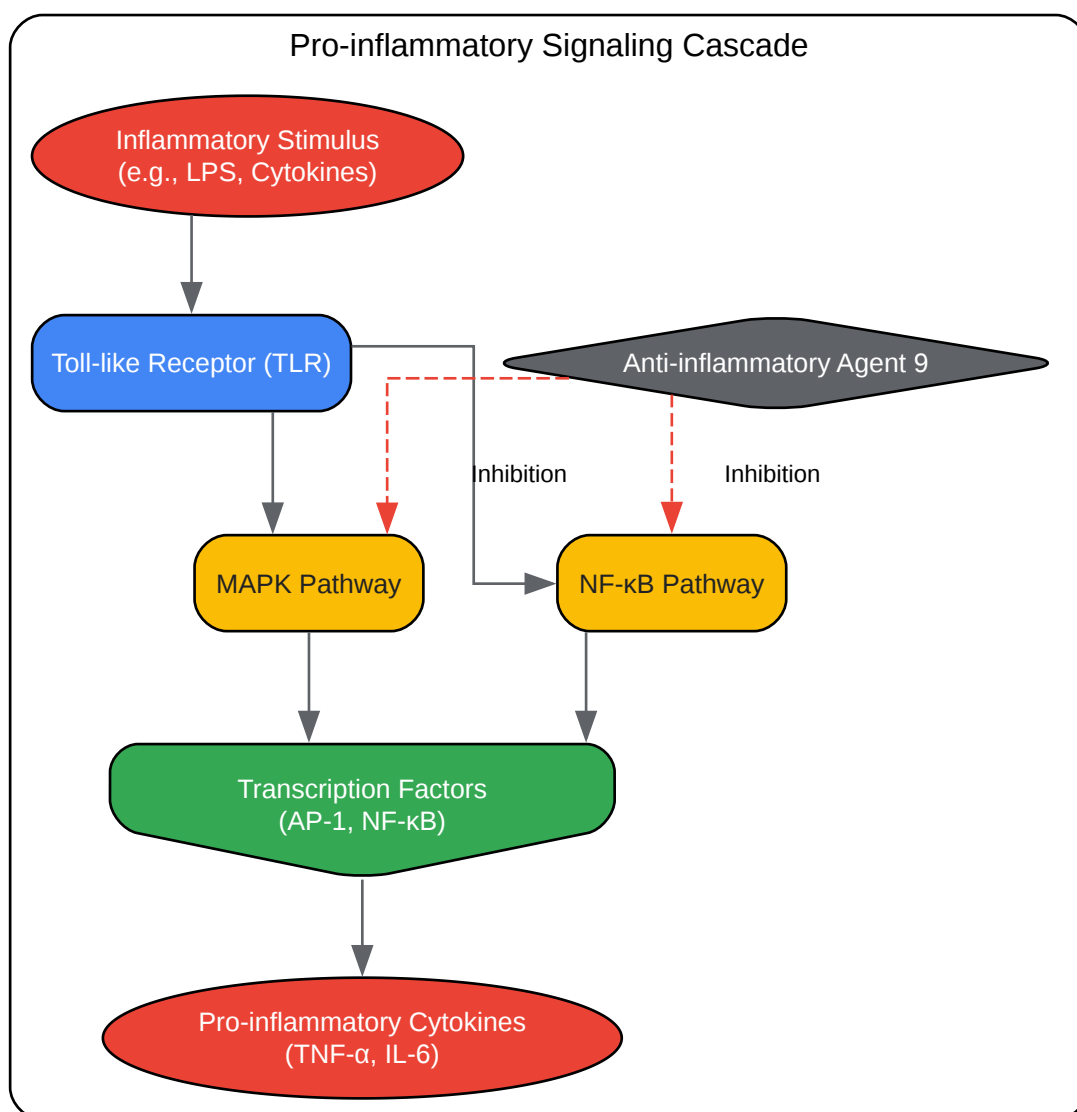 Pro-inflammatory Signaling Cascade
Inflammatory Stimulus
(e.g., LPS, Cytokines)
Toll-like Receptor (TLR)
Anti-inflammatory Agent 9
Inhibition
Inhibition
MAPK Pathway
NF-κB Pathway
Transcription Factors
(AP-1, NF-κB)
Pro-inflammatory Cytokines
(TNF-α, IL-6)